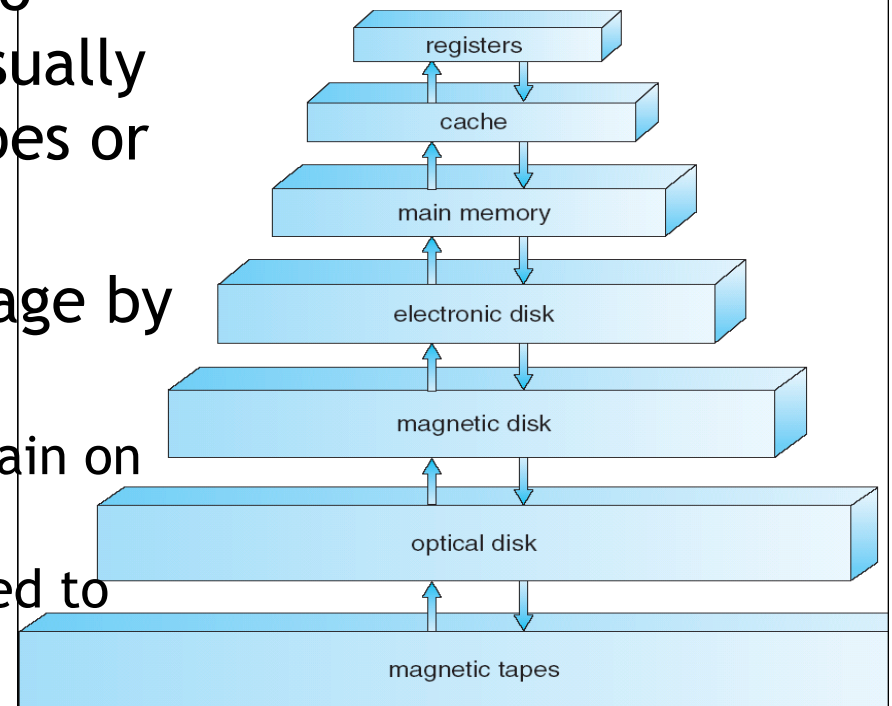 registers
sually
cache
pes or
main memory
age by
electronic disk
magnetic disk
ain on
optical disk
ed to
magnetic tapes